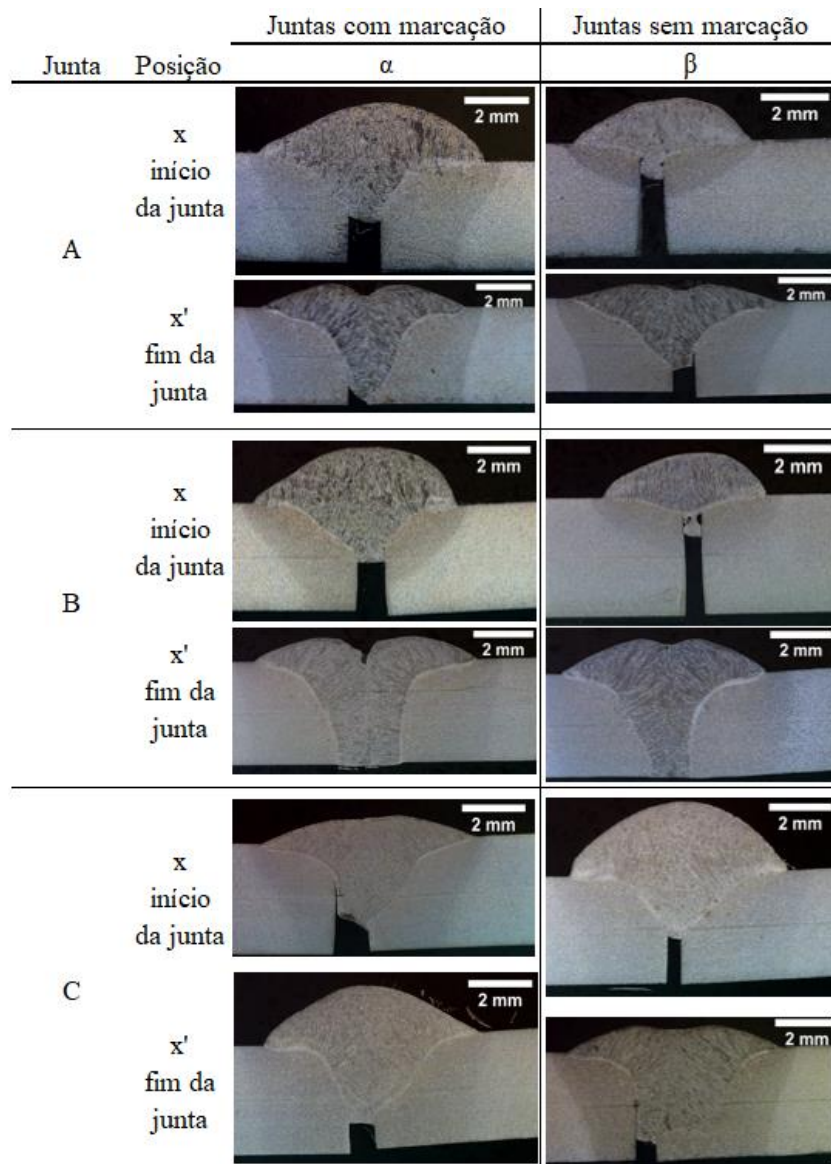 Juntas com marcação Juntas sem marcação
Junta Posição α β
A
x
início
da junta
2 mm
2 mm
x'
fim da
junta
2 mm
2 mm
B
x
início
da junta
2 mm
2 mm
x'
fim da
junta
2 mm
2 mm
C
x
início
da junta
2 mm
2 mm
x'
fim da
junta
2 mm
2 mm